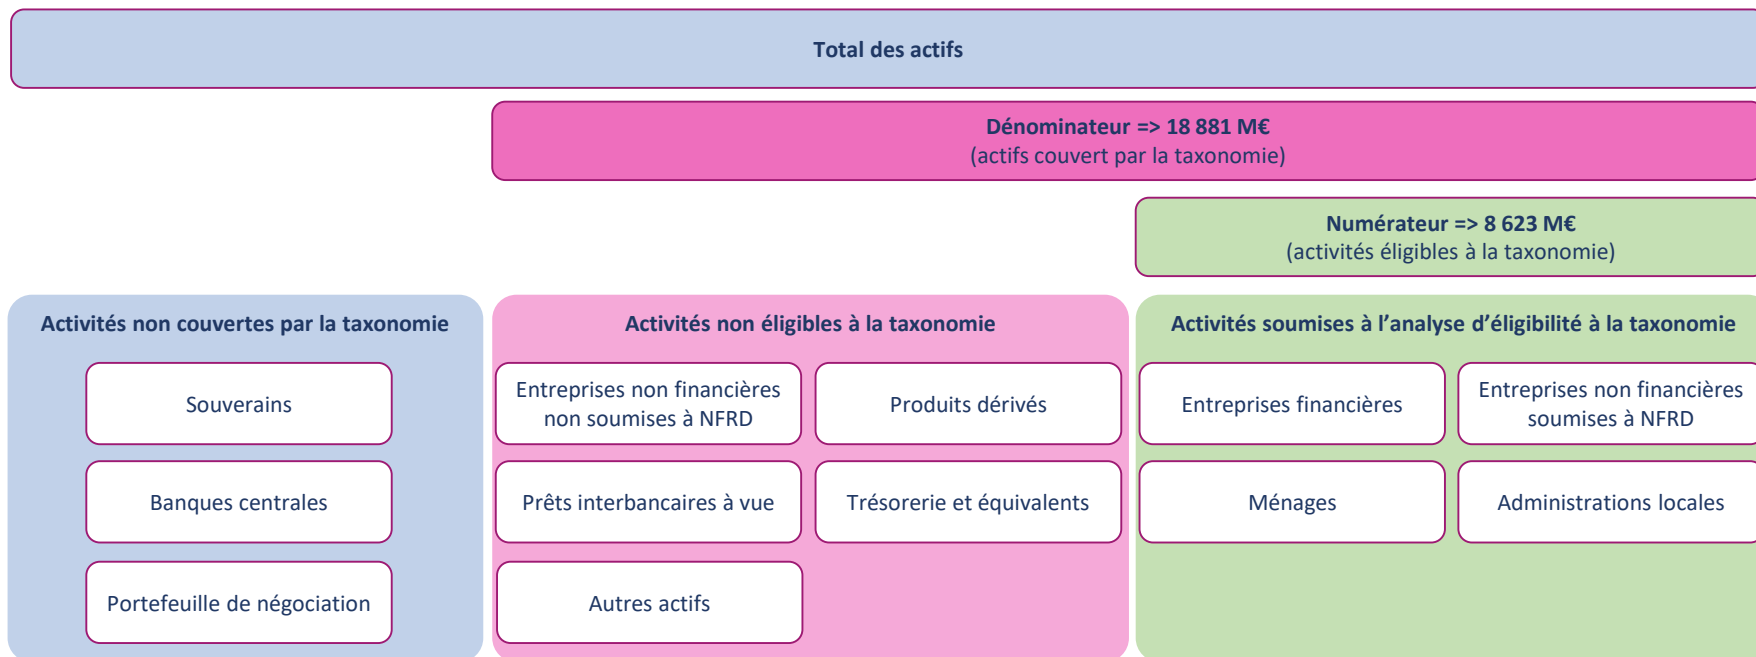 Total des actifs
Dénominateur => 18 881 M€
(actifs couvert par la taxonomie)
Numérateur => 8 623 M€
(activités éligibles à la taxonomie)
Activités non couvertes par la taxonomie
Souverains
Banques centrales
Portefeuille de négociation
Activités non éligibles à la taxonomie
Entreprises non financières
non soumises à NFRD
Produits dérivés
Prêts interbancaires à vue
Trésorerie et équivalents
Autres actifs
Activités soumises à l’analyse d’éligibilité à la taxonomie
Entreprises financières
Entreprises non financières
soumises à NFRD
Ménages
Administrations locales